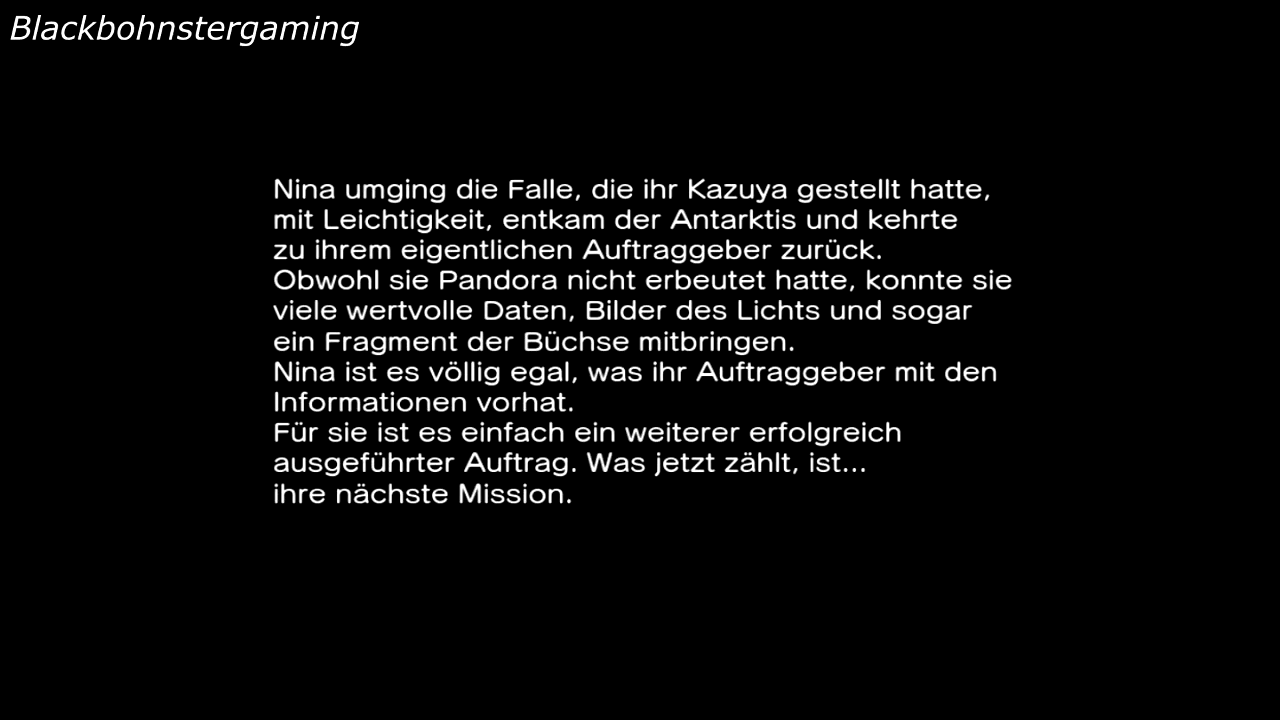 Blackbohnstergaming
Nina umging die Falle, die ihr Kazuya gestellt hatte,
mit Leichtigkeit, entkam der Antarktis und kehrte
zu ihrem eigentlichen Auftraggeber zurück.
Obwohl sie Pandora nicht erbeutet hatte, konnte sie
viele wertvolle Daten, Bilder des Lichts und sogar
ein Fragment der Büchse mitbringen.
Nina ist es völlig egal, was ihr Auftraggeber mit den
Informationen vorhat.
Für sie ist es einfach ein weiterer erfolgreich
ausgeführter Auftrag. Was jetzt zählt, ist...
ihre nächste Mission.